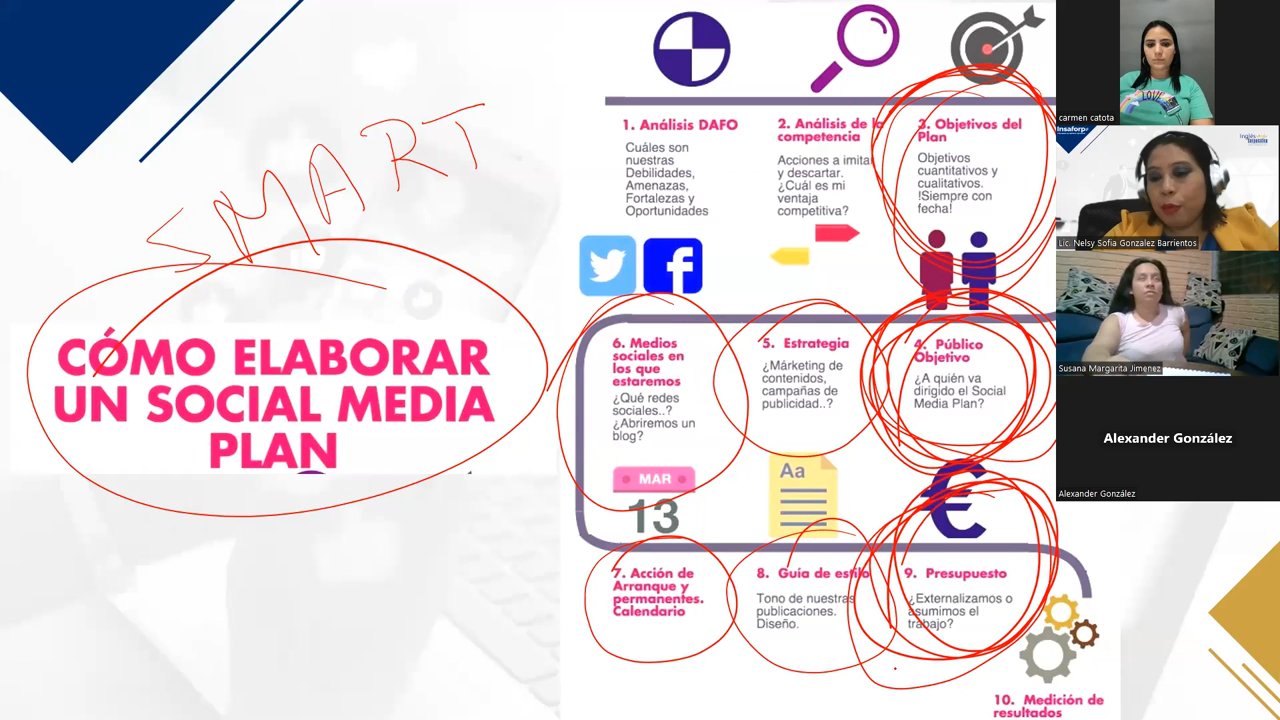 SMART
CÓMO ELABORAR
UN SOCIAL MEDIA
PLAN
1. Análisis DAFO
Cuáles son
nuestras
Debilidades,
Amenazas,
Fortalezas y
Oportunidades
2. Análisis de la
competencia
Acciones a imitar
y descartar.
¿Cuál es mi
ventaja
competitiva?
3. Objetivos del
Plan
Objetivos
cuantitativos y
cualitativos.
!Siempre con
fecha!
6. Medios
sociales en
los que
estaremos
¿Qué redes
sociales..?
¿Abriremos un
blog?
5. Estrategia
¿Márketing de
contenidos,
campañas de
publicidad..?
4. Público
Objetivo
¿A quién va
dirigido el Social
Media Plan?
MAR
13
Aa
7. Acción de
Arranque y
permanentes.
Calendario
8. Guía de estilo
Tono de nuestras
publicaciones.
Diseño.
9. Presupuesto
¿Externalizamos o
asumimos el
trabajo?
10. Medición de
resultados
LOVE
carmen catota
Insaforp
Inglés
Lic. Nelsy Sofia Gonzalez Barrientos
Susana Margarita Jimenez
Alexander González
Alexander González